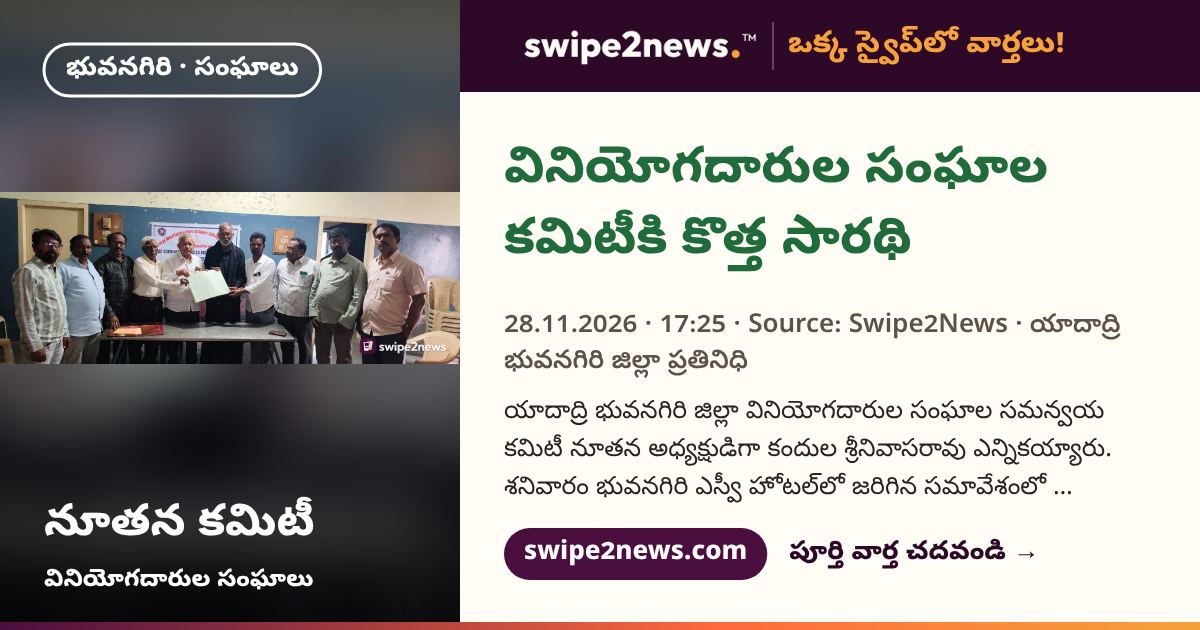 భువనగిరి · సంఘాలు
swipe2news.™
ఒక్క స్వైప్‌లో వార్తలు!
వినియోగదారుల సంఘాల
కమిటీకి కొత్త సారథి
28.11.2026 · 17:25 · Source: Swipe2News · యాదాద్రి
భువనగిరి జిల్లా ప్రతినిధి
యాదాద్రి భువనగిరి జిల్లా వినియోగదారుల సంఘాల సమన్వయ
కమిటీ నూతన అధ్యక్షుడిగా కందుల శ్రీనివాసరావు ఎన్నికయ్యారు.
శనివారం భువనగిరి ఎస్వీ హోటల్‌లో జరిగిన సమావేశంలో ...
swipe2news
నూతన కమిటీ
వినియోగదారుల సంఘాలు
swipe2news.com
పూర్తి వార్త చదవండి →